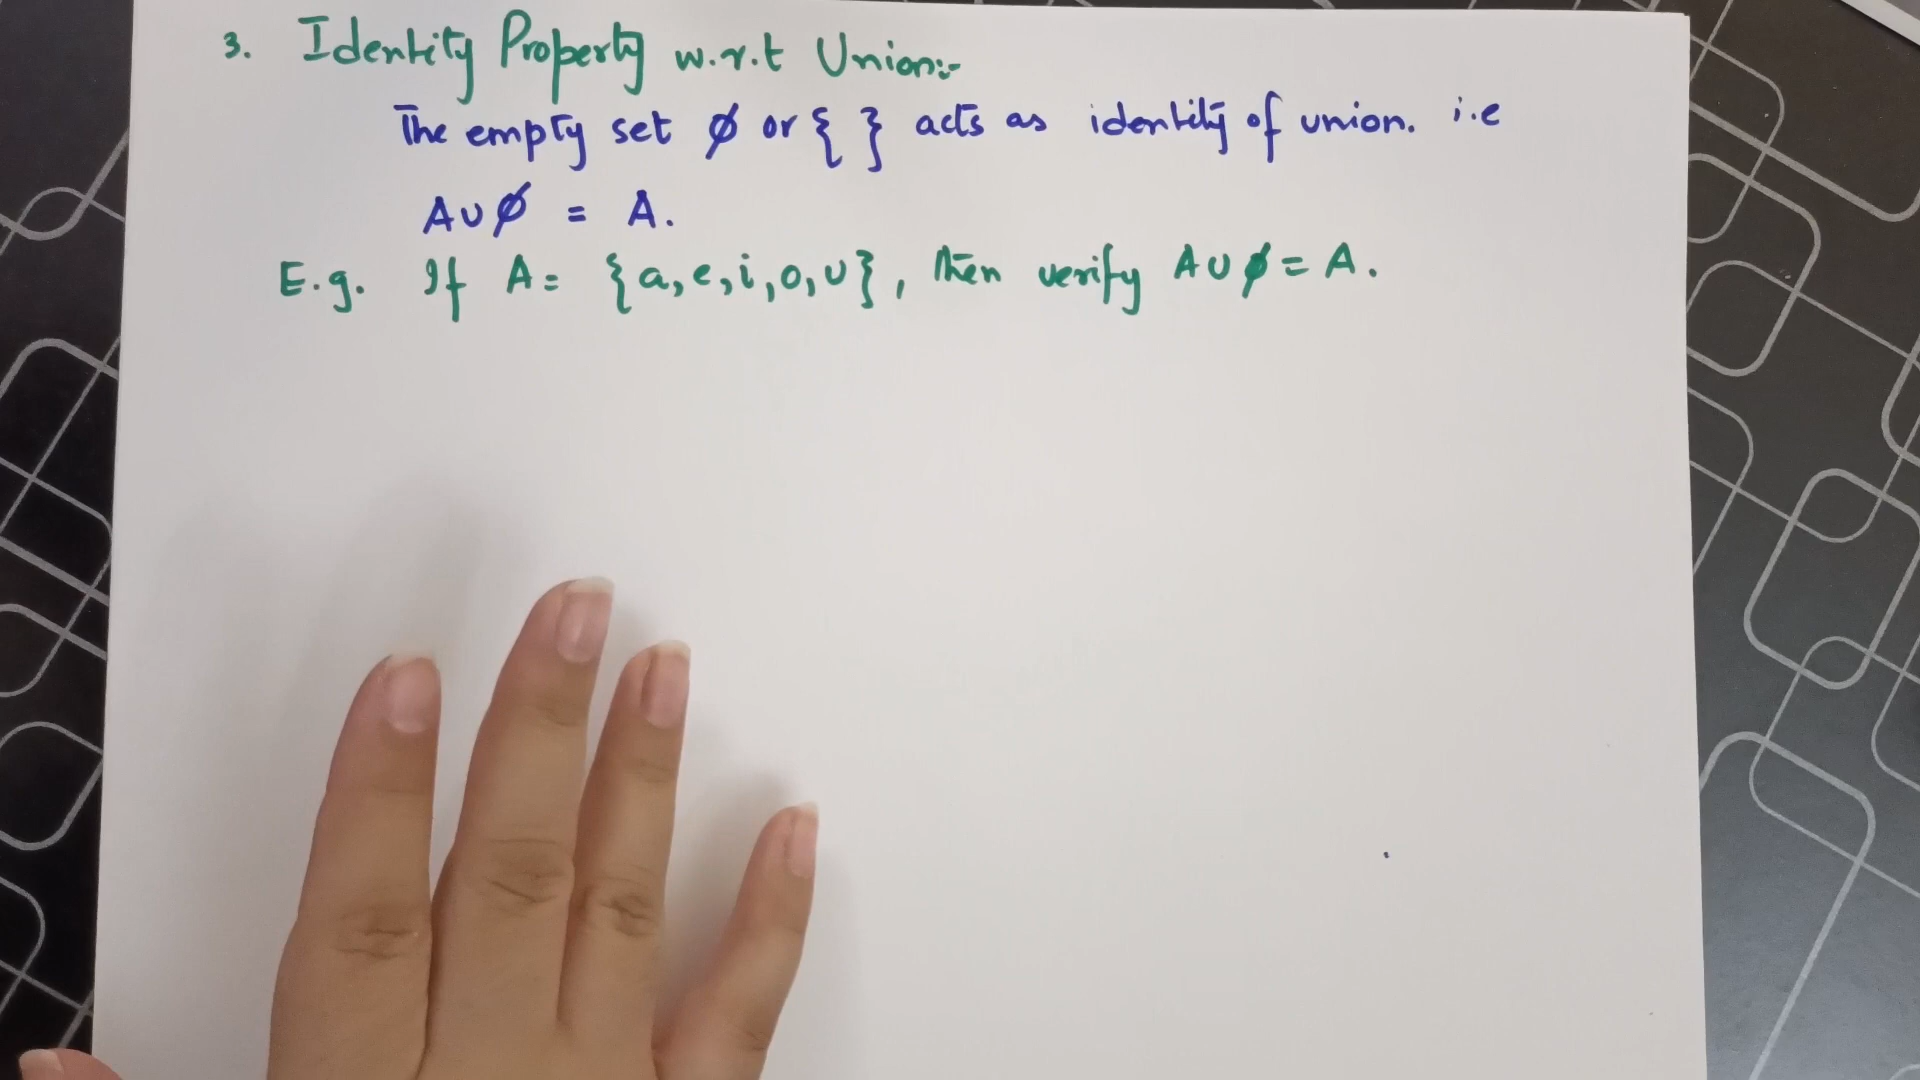 3. Identity Property w.r.t Union:-
The empty set ∅ or { } acts as identity of union. i.e
A∪∅ = A.
E.g. If A = {a, e, i, o, u}, then verify A∪∅ = A.